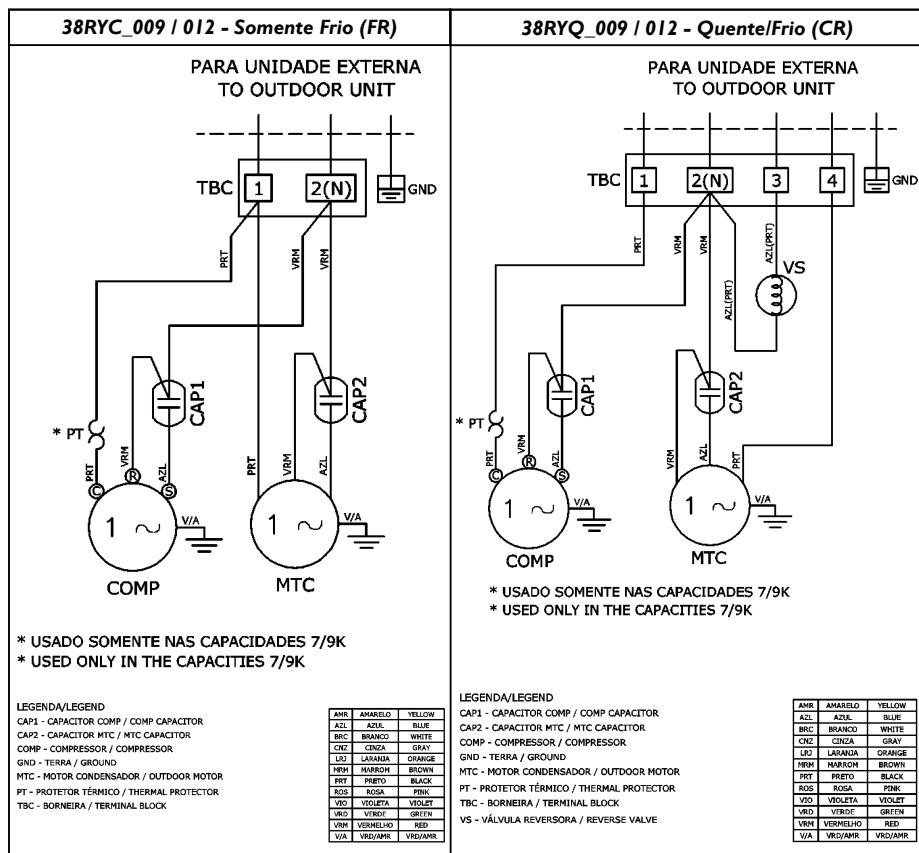 38RYC_009 / 012 - Somente Frio (FR)
PARA UNIDADE EXTERNA
TO OUTDOOR UNIT
TBC
1
2(N)
GND
PRT
VRM
VRM
CAP1
CAP2
* PT
PRT
VRM
AZL
PRT
VRM
AZL
C
R
S
1 ~
V/A
1 ~
V/A
COMP
MTC
* USADO SOMENTE NAS CAPACIDADES 7/9K
* USED ONLY IN THE CAPACITIES 7/9K
LEGENDA/LEGEND
CAP1 - CAPACITOR COMP / COMP CAPACITOR
CAP2 - CAPACITOR MTC / MTC CAPACITOR
COMP - COMPRESSOR / COMPRESSOR
GND - TERRA / GROUND
MTC - MOTOR CONDENSADOR / OUTDOOR MOTOR
PT - PROTETOR TÉRMICO / THERMAL PROTECTOR
TBC - BORNEIRA / TERMINAL BLOCK
AMR AMARELO YELLOW
AZL AZUL BLUE
BRC BRANCO WHITE
CNZ CINZA GRAY
LRJ LARANJA ORANGE
MRM MARROM BROWN
PRT PRETO BLACK
ROS ROSA PINK
VIO VIOLETA VIOLET
VRD VERDE GREEN
VRM VERMELHO RED
V/A VRD/AMR VRD/AMR
38RYQ_009 / 012 - Quente/Frio (CR)
PARA UNIDADE EXTERNA
TO OUTDOOR UNIT
TBC
1
2(N)
3
4
GND
PRT
VRM
VRM
AZL(PRT)
AZL(PRT)
VS
CAP1
CAP2
* PT
PRT
VRM
AZL
VRM
AZL
PRT
C
R
S
1 ~
V/A
1 ~
V/A
COMP
MTC
* USADO SOMENTE NAS CAPACIDADES 7/9K
* USED ONLY IN THE CAPACITIES 7/9K
LEGENDA/LEGEND
CAP1 - CAPACITOR COMP / COMP CAPACITOR
CAP2 - CAPACITOR MTC / MTC CAPACITOR
COMP - COMPRESSOR / COMPRESSOR
GND - TERRA / GROUND
MTC - MOTOR CONDENSADOR / OUTDOOR MOTOR
PT - PROTETOR TÉRMICO / THERMAL PROTECTOR
TBC - BORNEIRA / TERMINAL BLOCK
VS - VÁLVULA REVERSORA / REVERSE VALVE
AMR AMARELO YELLOW
AZL AZUL BLUE
BRC BRANCO WHITE
CNZ CINZA GRAY
LRJ LARANJA ORANGE
MRM MARROM BROWN
PRT PRETO BLACK
ROS ROSA PINK
VIO VIOLETA VIOLET
VRD VERDE GREEN
VRM VERMELHO RED
V/A VRD/AMR VRD/AMR